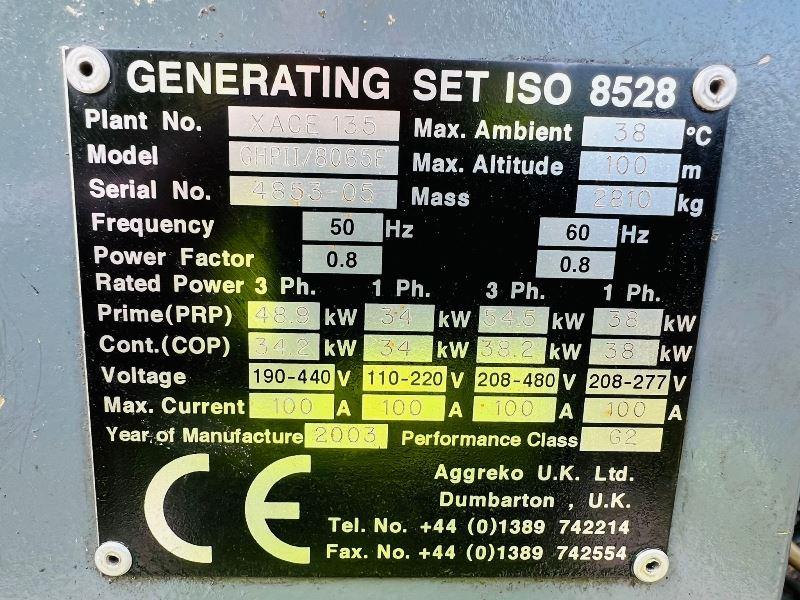 GENERATING SET ISO 8528
Plant No. XACE 135 Max. Ambient 38 °C
Model GHPII/8065E Max. Altitude 100 m
Serial No. 4853-05 Mass 2810 kg
Frequency 50 Hz 60 Hz
Power Factor 0.8 0.8
Rated Power 3 Ph. 1 Ph. 3 Ph. 1 Ph.
Prime(PRP) 48.9 kW 34 kW 54.5 kW 38 kW
Cont.(COP) 34.2 kW 34 kW 38.2 kW 38 kW
Voltage 190-440 V 110-220 V 208-480 V 208-277 V
Max. Current 100 A 100 A 100 A 100 A
Year of Manufacture 2003 Performance Class G2
CE
Aggreko U.K. Ltd.
Dumbarton , U.K.
Tel. No. +44 (0)1389 742214
Fax. No. +44 (0)1389 742554